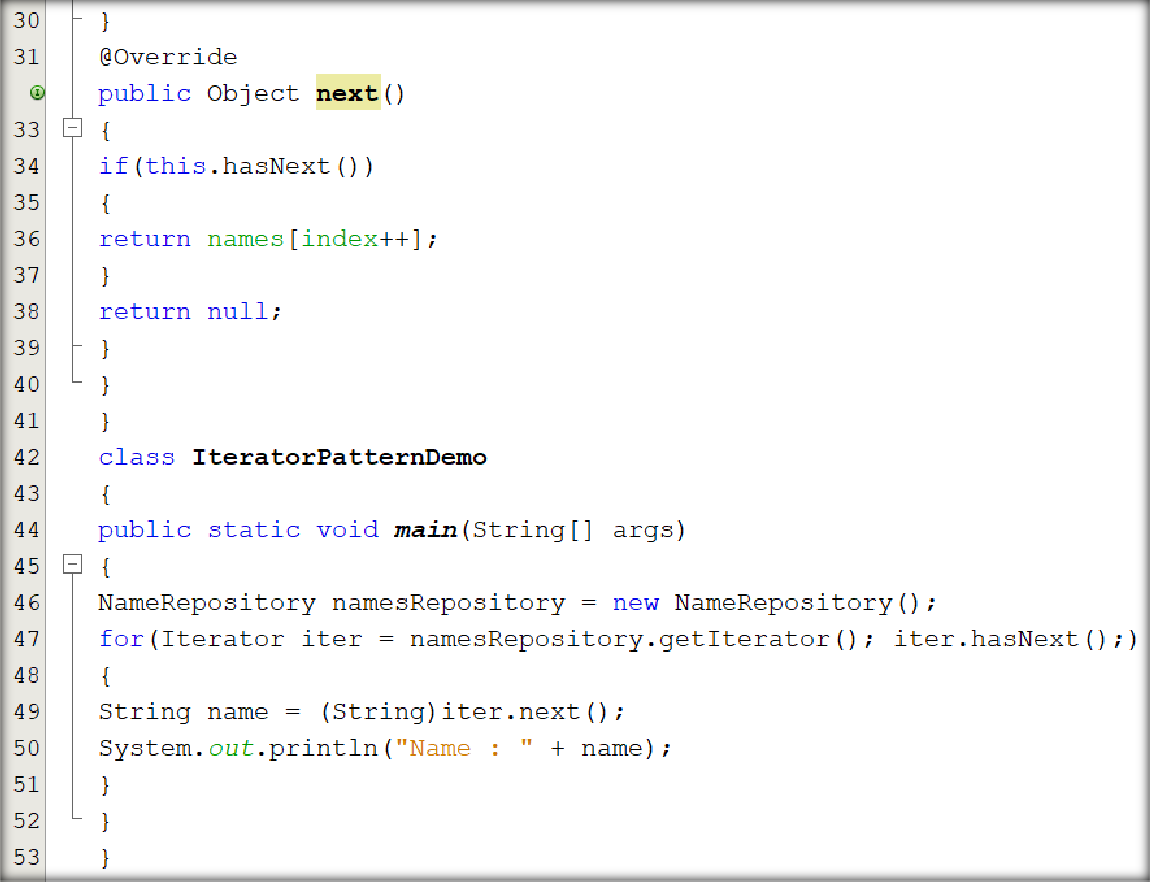 30 }
31 @Override
public Object next()
33 {
34 if(this.hasNext())
35 {
36 return names[index++];
37 }
38 return null;
39 }
40 }
41 }
42 class IteratorPatternDemo
43 {
44 public static void main(String[] args)
45 {
46 NameRepository namesRepository = new NameRepository();
47 for(Iterator iter = namesRepository.getIterator(); iter.hasNext();)
48 {
49 String name = (String)iter.next();
50 System.out.println("Name : " + name);
51 }
52 }
53 }